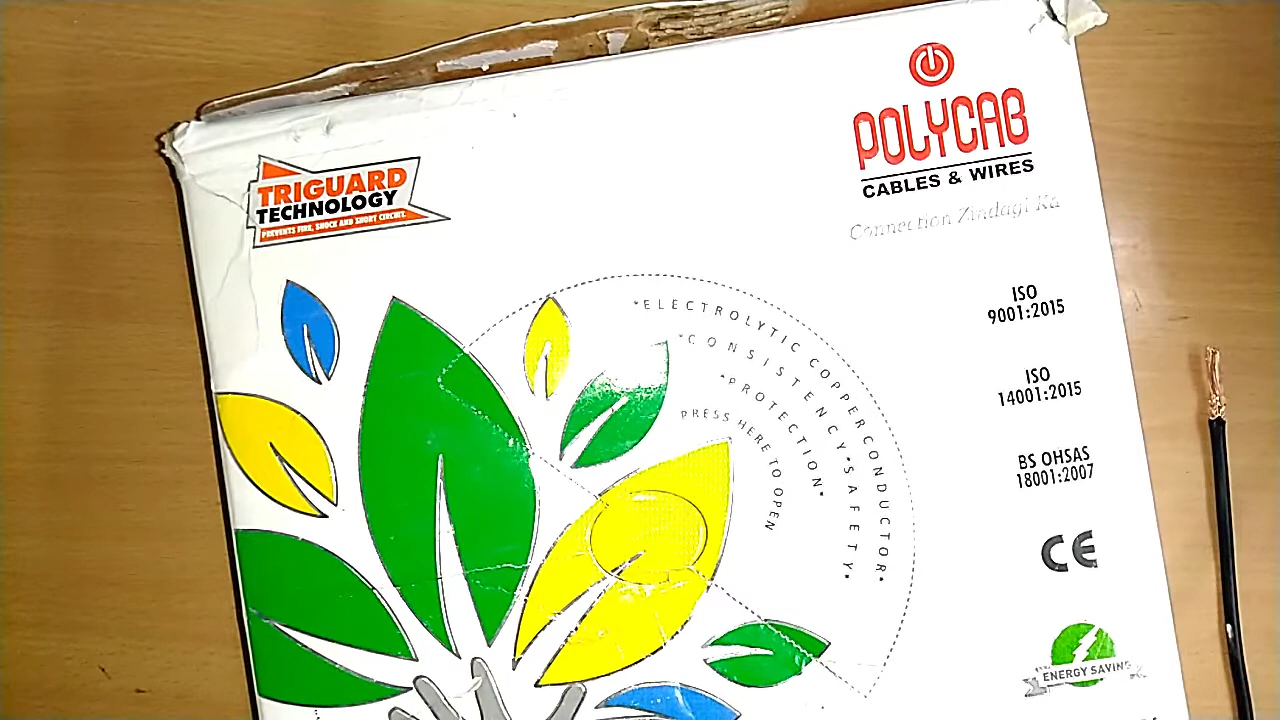 POLYCAB
CABLES & WIRES
Connection Zindagi Ka
TRIGUARD
TECHNOLOGY
PREVENTS FIRE, SHOCK AND SHORT CIRCUIT.
*ELECTROLYTIC COPPER CONDUCTOR*
*CONSISTENCY*SAFETY*
*PROTECTION*
PRESS HERE TO OPEN
ISO
9001:2015
ISO
14001:2015
BS OHSAS
18001:2007
CE
ENERGY SAVING